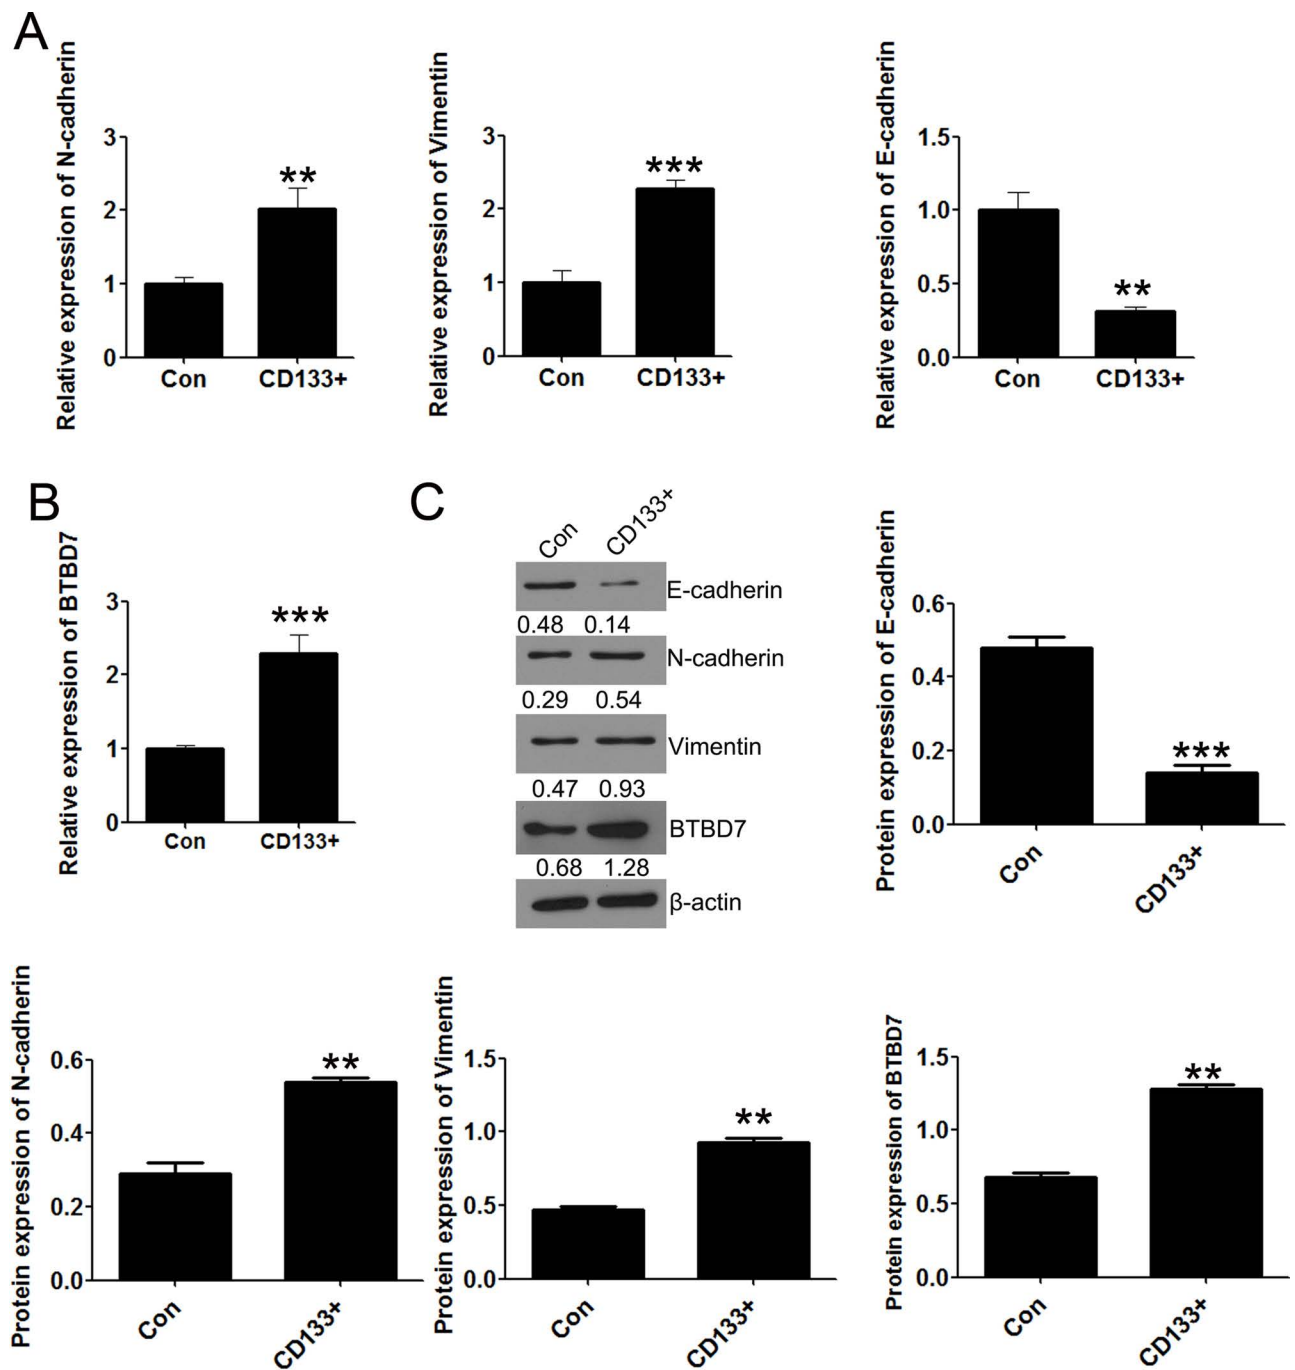 A
Relative expression of N-cadherin
3
2
1
0
**
Con
CD133+
Relative expression of Vimentin
3
2
1
0
***
Con
CD133+
Relative expression of E-cadherin
1.5
1.0
0.5
0.0
**
Con
CD133+
B
Relative expression of BTBD7
3
2
1
0
***
Con
CD133+
C
Con CD133+
E-cadherin
0.48 0.14
N-cadherin
0.29 0.54
Vimentin
0.47 0.93
BTBD7
0.68 1.28
β-actin
Protein expression of E-cadherin
0.6
0.4
0.2
0.0
***
Con
CD133+
Protein expression of N-cadherin
0.6
0.4
0.2
0.0
**
Con
CD133+
Protein expression of Vimentin
1.5
1.0
0.5
0.0
**
Con
CD133+
Protein expression of BTBD7
1.5
1.0
0.5
0.0
**
Con
CD133+